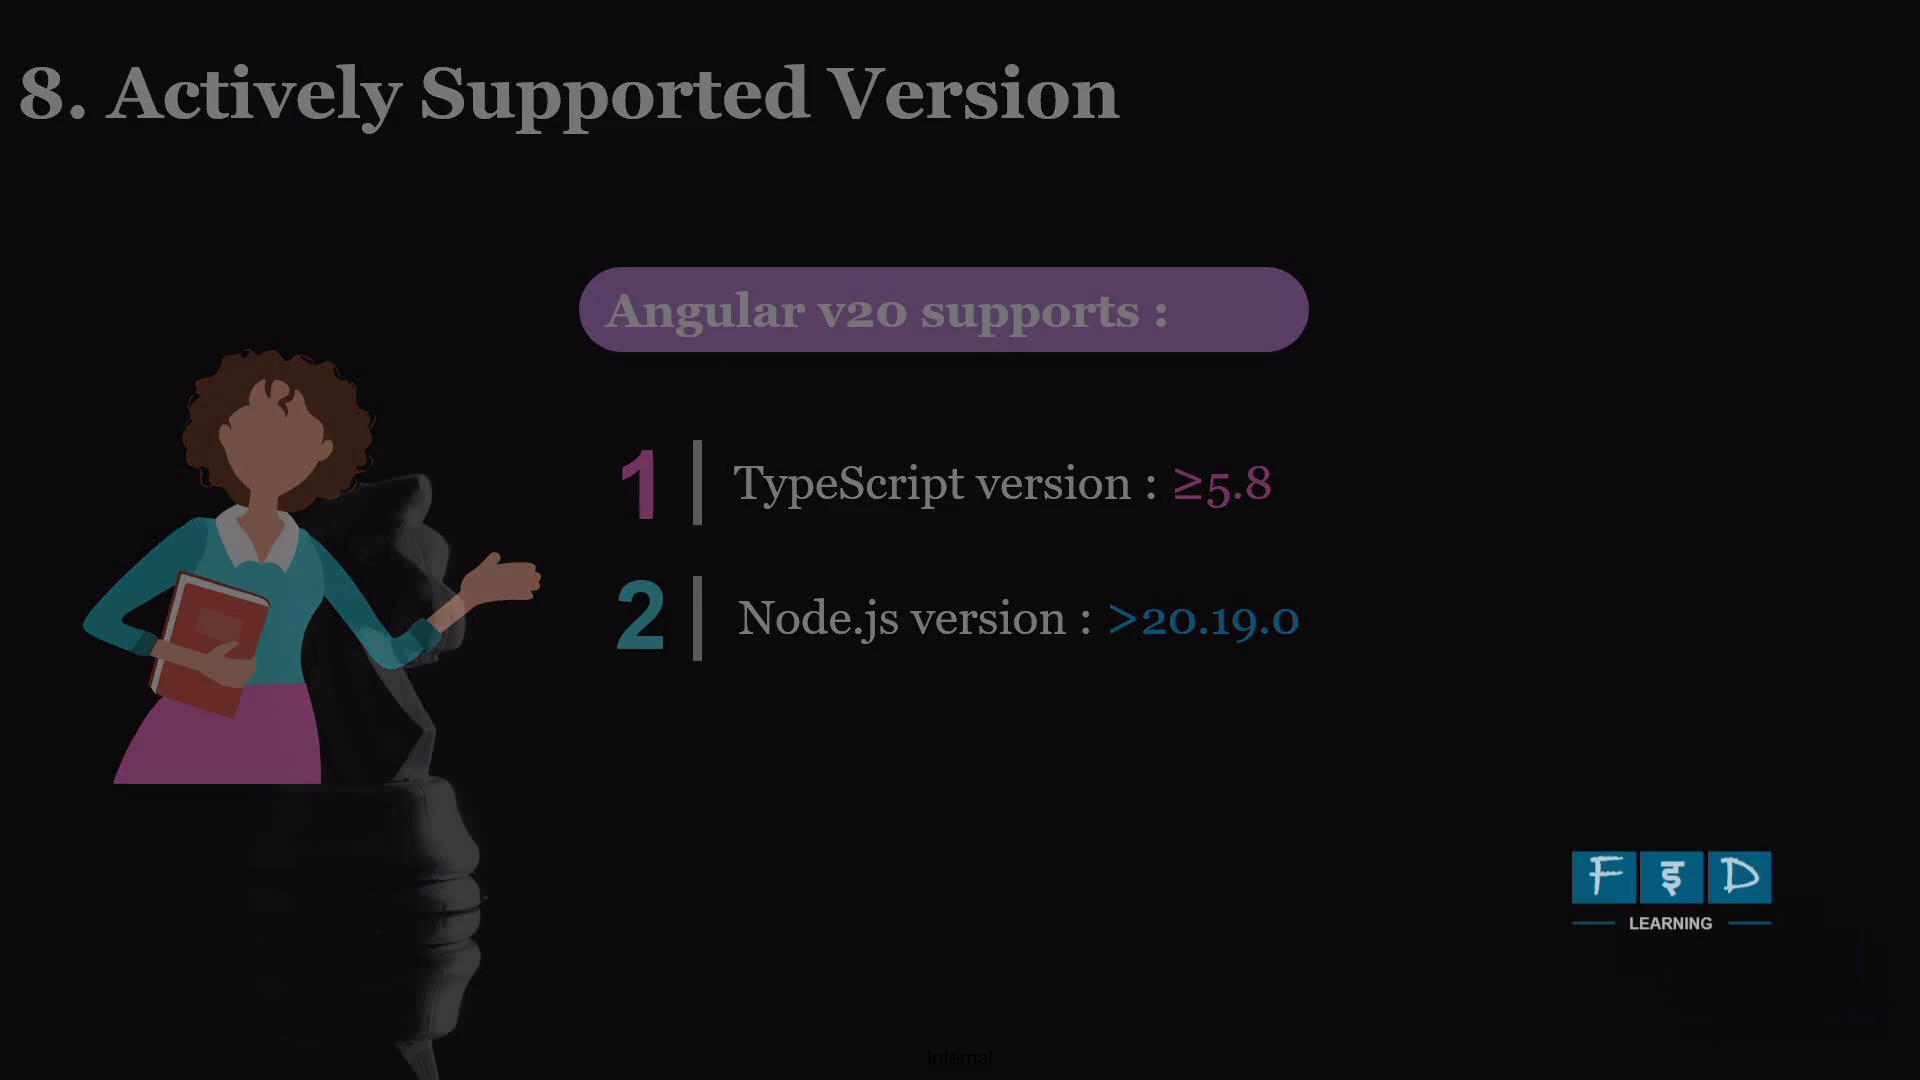 8. Actively Supported Version
Angular v20 supports :
1
TypeScript version : ≥5.8
2
Node.js version : >20.19.0
F इ D
LEARNING
Internal